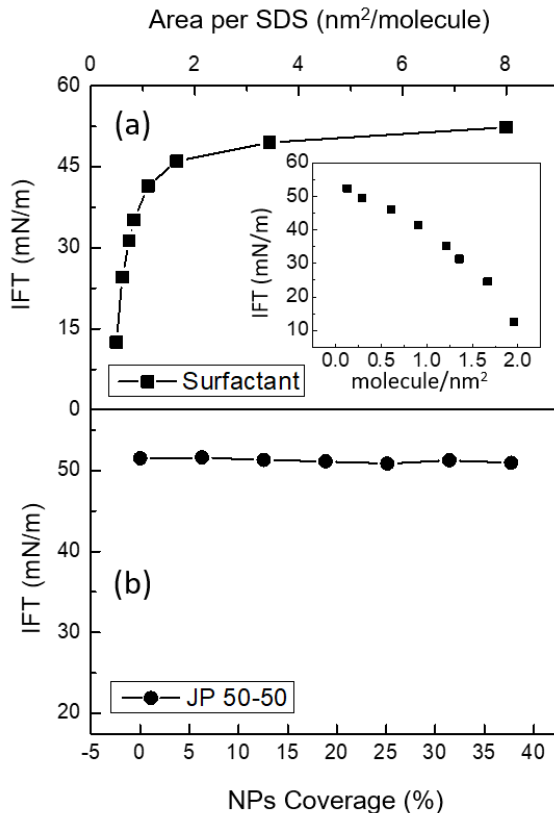 Area per SDS (nm²/molecule)
0 2 4 6 8
60
45
30
15
0
IFT (mN/m)
(a)
Surfactant
60
50
40
30
20
10
IFT (mN/m)
0.0 0.5 1.0 1.5 2.0
molecule/nm²
50
40
30
20
IFT (mN/m)
(b)
JP 50-50
-5 0 5 10 15 20 25 30 35 40
NPs Coverage (%)